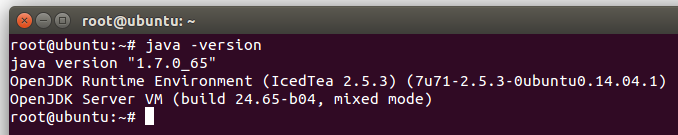 root@ubuntu: ~
root@ubuntu:~# java -version
java version "1.7.0_65"
OpenJDK Runtime Environment (IcedTea 2.5.3) (7u71-2.5.3-0ubuntu0.14.04.1)
OpenJDK Server VM (build 24.65-b04, mixed mode)
root@ubuntu:~#